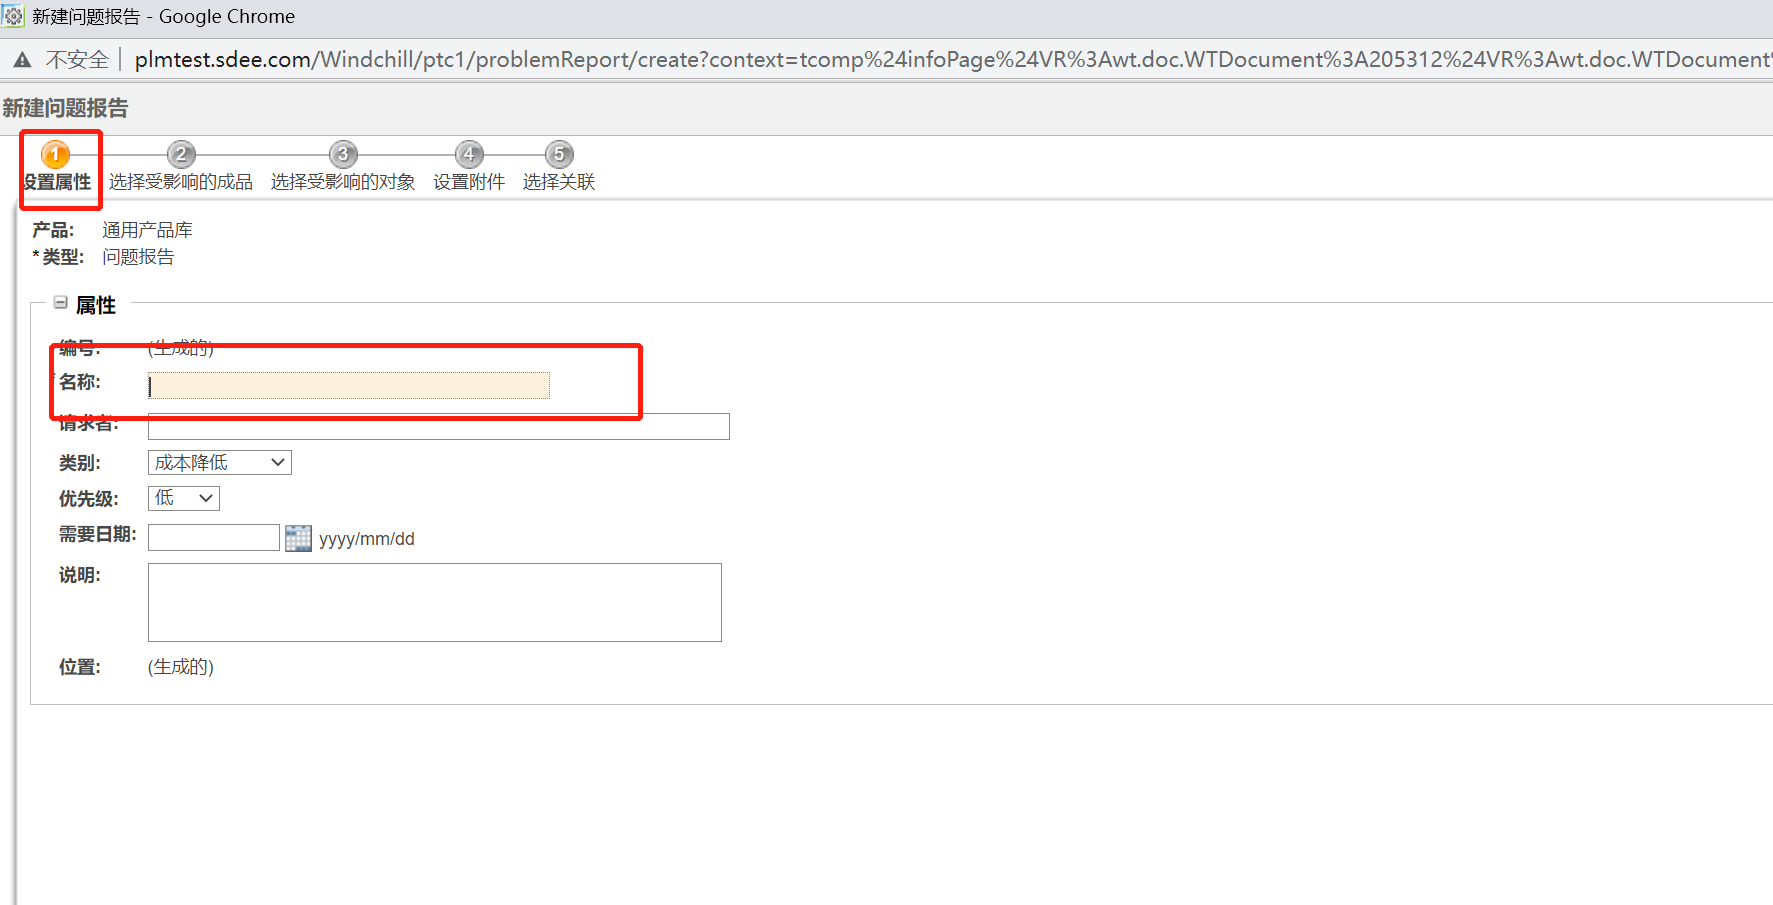 新建问题报告 - Google Chrome
不安全 plmtest.sdee.com/Windchill/ptc1/problemReport/create?context=tcomp%24infoPage%24VR%3Awt.doc.WTDocument%3A205312%24VR%3Awt.doc.WTDocument%
新建问题报告
1 2 3 4 5
设置属性 选择受影响的成品 选择受影响的对象 设置附件 选择关联
产品: 通用产品库
*类型: 问题报告
属性
编号: (生成的)
*名称:
请求者:
类别: 成本降低
优先级: 低
需要日期: yyyy/mm/dd
说明:
位置: (生成的)